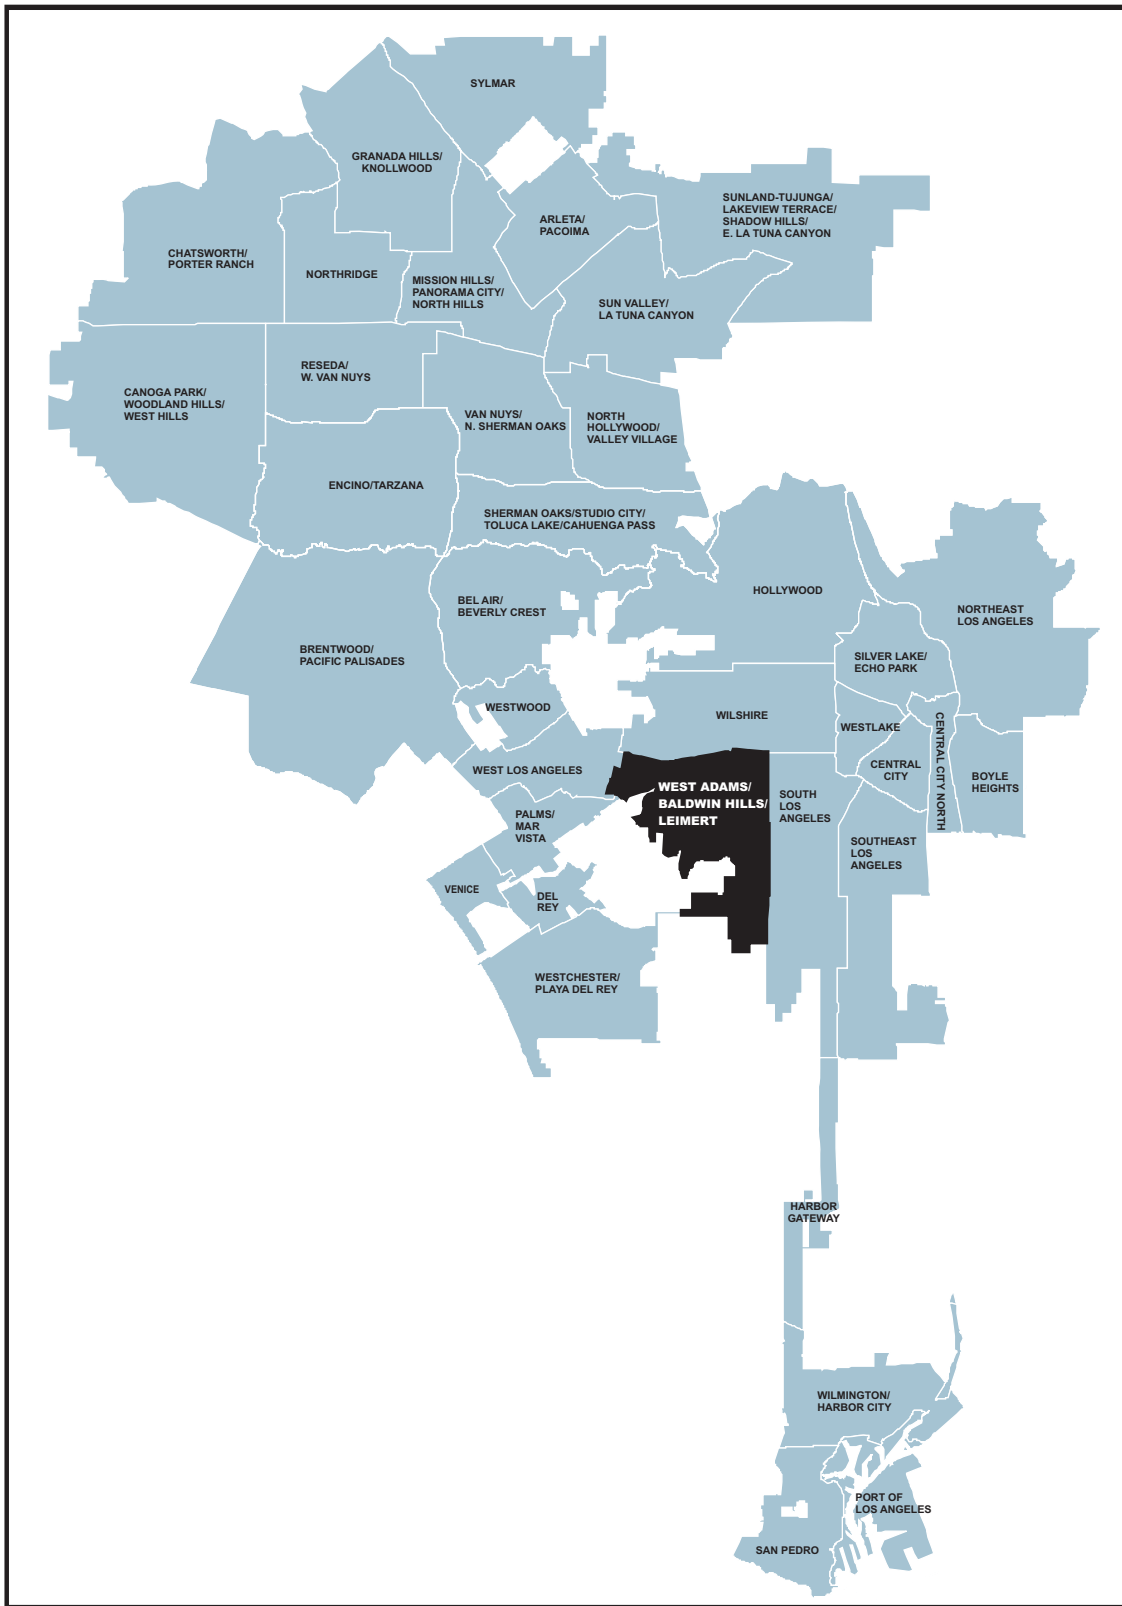 SYLMAR
GRANADA HILLS/
KNOLLWOOD
SUNLAND-TUJUNGA/
LAKEVIEW TERRACE/
SHADOW HILLS/
E. LA TUNA CANYON
ARLETA/
PACOIMA
CHATSWORTH/
PORTER RANCH
NORTHRIDGE
MISSION HILLS/
PANORAMA CITY/
NORTH HILLS
SUN VALLEY/
LA TUNA CANYON
RESEDA/
W. VAN NUYS
CANOGA PARK/
WOODLAND HILLS/
WEST HILLS
VAN NUYS/
N. SHERMAN OAKS
NORTH
HOLLYWOOD/
VALLEY VILLAGE
ENCINO/TARZANA
SHERMAN OAKS/STUDIO CITY/
TOLUCA LAKE/CAHUENGA PASS
HOLLYWOOD
BEL AIR/
BEVERLY CREST
NORTHEAST
LOS ANGELES
BRENTWOOD/
PACIFIC PALISADES
SILVER LAKE/
ECHO PARK
WESTWOOD
WILSHIRE
WESTLAKE
CENTRAL CITY NORTH
CENTRAL
CITY
WEST LOS ANGELES
BOYLE
HEIGHTS
WEST ADAMS/
BALDWIN HILLS/
LEIMERT
SOUTH
LOS
ANGELES
PALMS/
MAR
VISTA
SOUTHEAST
LOS
ANGELES
VENICE
DEL
REY
WESTCHESTER/
PLAYA DEL REY
HARBOR
GATEWAY
WILMINGTON/
HARBOR CITY
PORT OF
LOS ANGELES
SAN PEDRO